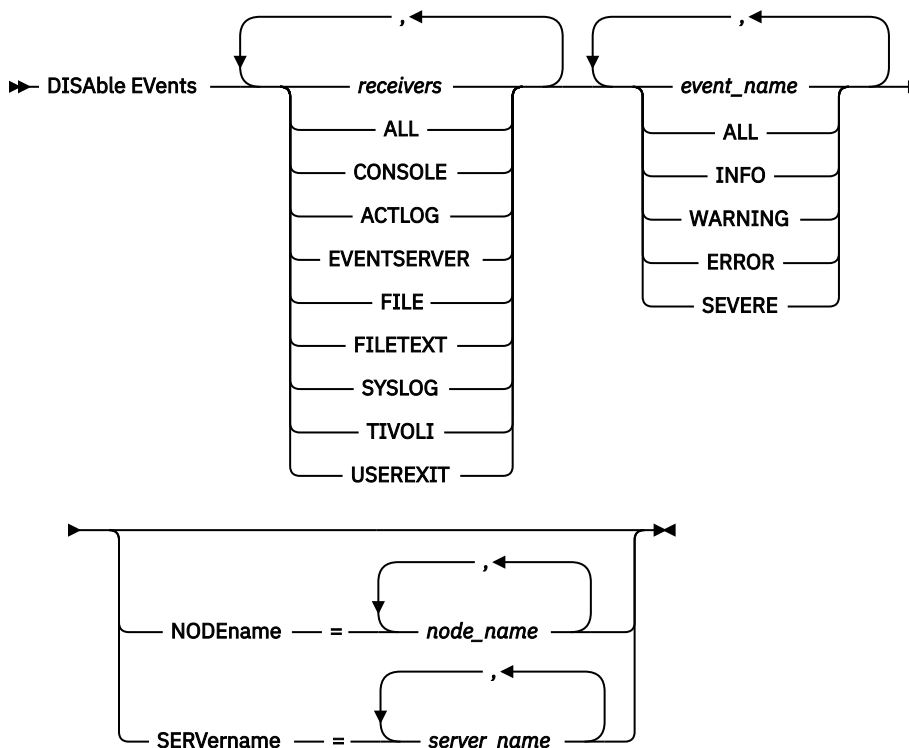 , ,
DISAble EVents receivers event_name
ALL ALL
CONSOLE INFO
ACTLOG WARNING
EVENTSERVER ERROR
FILE SEVERE
FILETEXT
SYSLOG
TIVOLI
USEREXIT
,
NODEname = node_name
,
SERVername = server_name